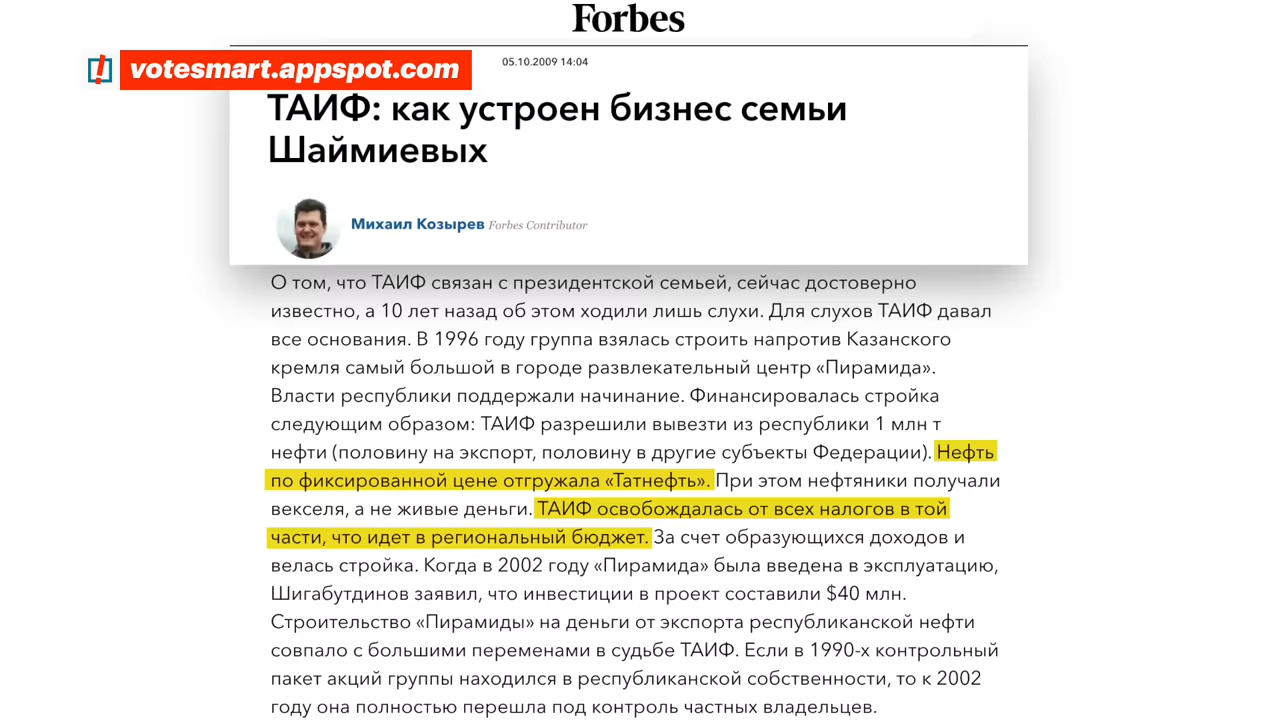 Forbes
votesmart.appspot.com
05.10.2009 14:04
ТАИФ: как устроен бизнес семьи
Шаймиевых
Михаил Козырев Forbes Contributor
О том, что ТАИФ связан с президентской семьей, сейчас достоверно
известно, а 10 лет назад об этом ходили лишь слухи. Для слухов ТАИФ давал
все основания. В 1996 году группа взялась строить напротив Казанского
кремля самый большой в городе развлекательный центр «Пирамида».
Власти республики поддержали начинание. Финансировалась стройка
следующим образом: ТАИФ разрешили вывезти из республики 1 млн т
нефти (половину на экспорт, половину в другие субъекты Федерации). Нефть
по фиксированной цене отгружала «Татнефть». При этом нефтяники получали
векселя, а не живые деньги. ТАИФ освобождалась от всех налогов в той
части, что идет в региональный бюджет. За счет образующихся доходов и
велась стройка. Когда в 2002 году «Пирамида» была введена в эксплуатацию,
Шигабутдинов заявил, что инвестиции в проект составили $40 млн.
Строительство «Пирамиды» на деньги от экспорта республиканской нефти
совпало с большими переменами в судьбе ТАИФ. Если в 1990-х контрольный
пакет акций группы находился в республиканской собственности, то к 2002
году она полностью перешла под контроль частных владельцев.